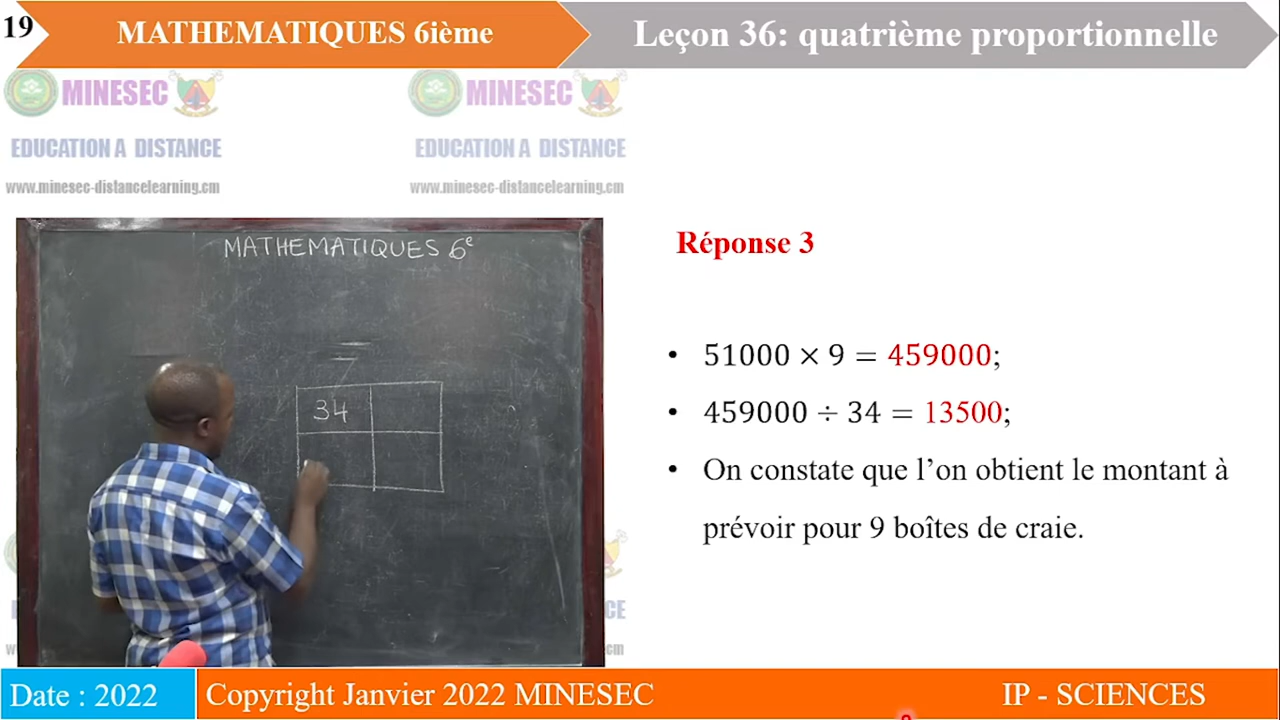 19
MATHEMATIQUES 6ième
Leçon 36: quatrième proportionnelle
MINESEC
MINESEC
EDUCATION A DISTANCE
EDUCATION A DISTANCE
www.minesec-distancelearning.cm
www.minesec-distancelearning.cm
MATHEMATIQUES 6e
34
Réponse 3
• 51000 × 9 = 459000;
• 459000 ÷ 34 = 13500;
• On constate que l’on obtient le montant à
prévoir pour 9 boîtes de craie.
Date : 2022
Copyright Janvier 2022 MINESEC
IP - SCIENCES